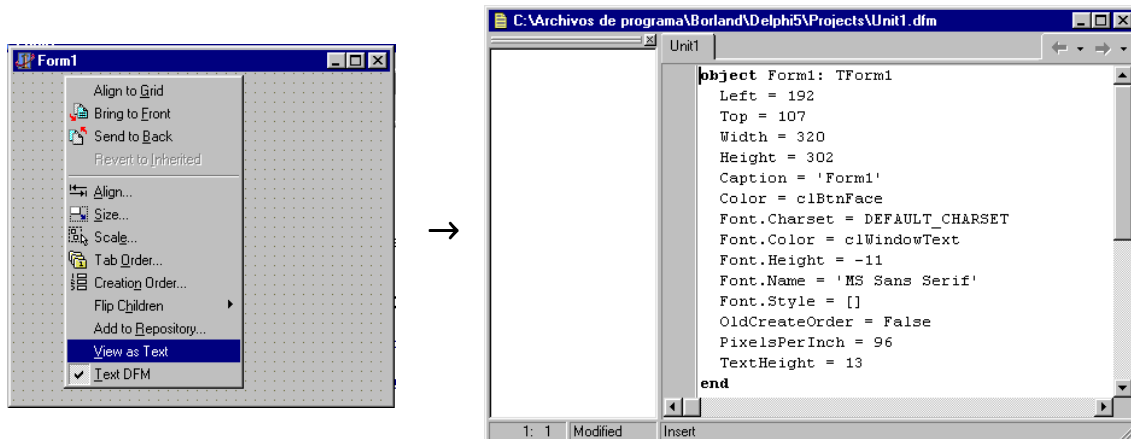 Form1
Align to Grid
Bring to Front
Send to Back
Revert to Inherited
Align...
Size...
Scale...
Tab Order...
Creation Order...
Flip Children
Add to Repository...
View as Text
Text DFM
→
C:\Archivos de programa\Borland\Delphi5\Projects\Unit1.dfm
Unit1
object Form1: TForm1
Left = 192
Top = 107
Width = 320
Height = 302
Caption = 'Form1'
Color = clBtnFace
Font.Charset = DEFAULT_CHARSET
Font.Color = clWindowText
Font.Height = -11
Font.Name = 'MS Sans Serif'
Font.Style = []
OldCreateOrder = False
PixelsPerInch = 96
TextHeight = 13
end
1: 1 Modified Insert